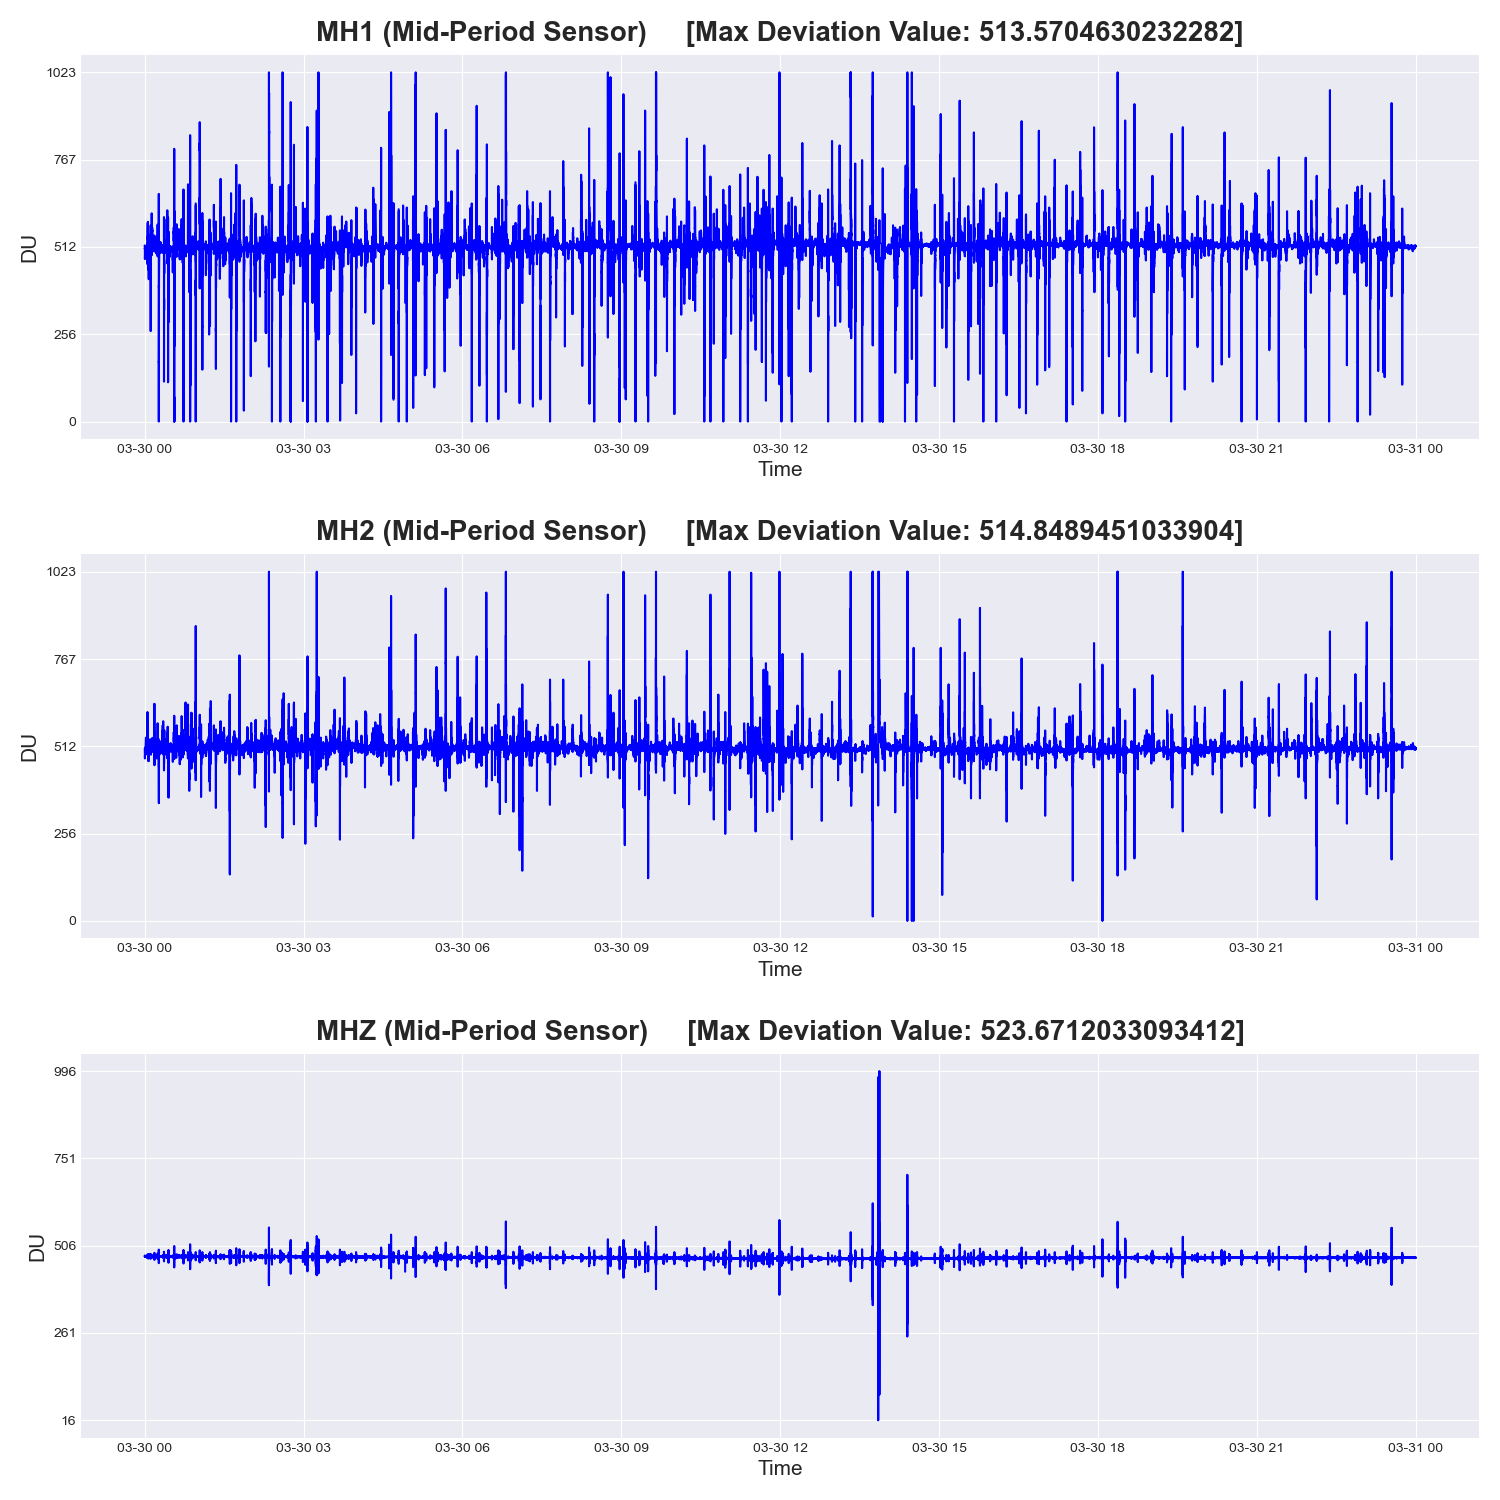 MH1 (Mid-Period Sensor) [Max Deviation Value: 513.5704630232282]
1023
767
512
256
0
DU
03-30 00 03-30 03 03-30 06 03-30 09 03-30 12 03-30 15 03-30 18 03-30 21 03-31 00
Time
MH2 (Mid-Period Sensor) [Max Deviation Value: 514.8489451033904]
1023
767
512
256
0
DU
03-30 00 03-30 03 03-30 06 03-30 09 03-30 12 03-30 15 03-30 18 03-30 21 03-31 00
Time
MHZ (Mid-Period Sensor) [Max Deviation Value: 523.6712033093412]
996
751
506
261
16
DU
03-30 00 03-30 03 03-30 06 03-30 09 03-30 12 03-30 15 03-30 18 03-30 21 03-31 00
Time